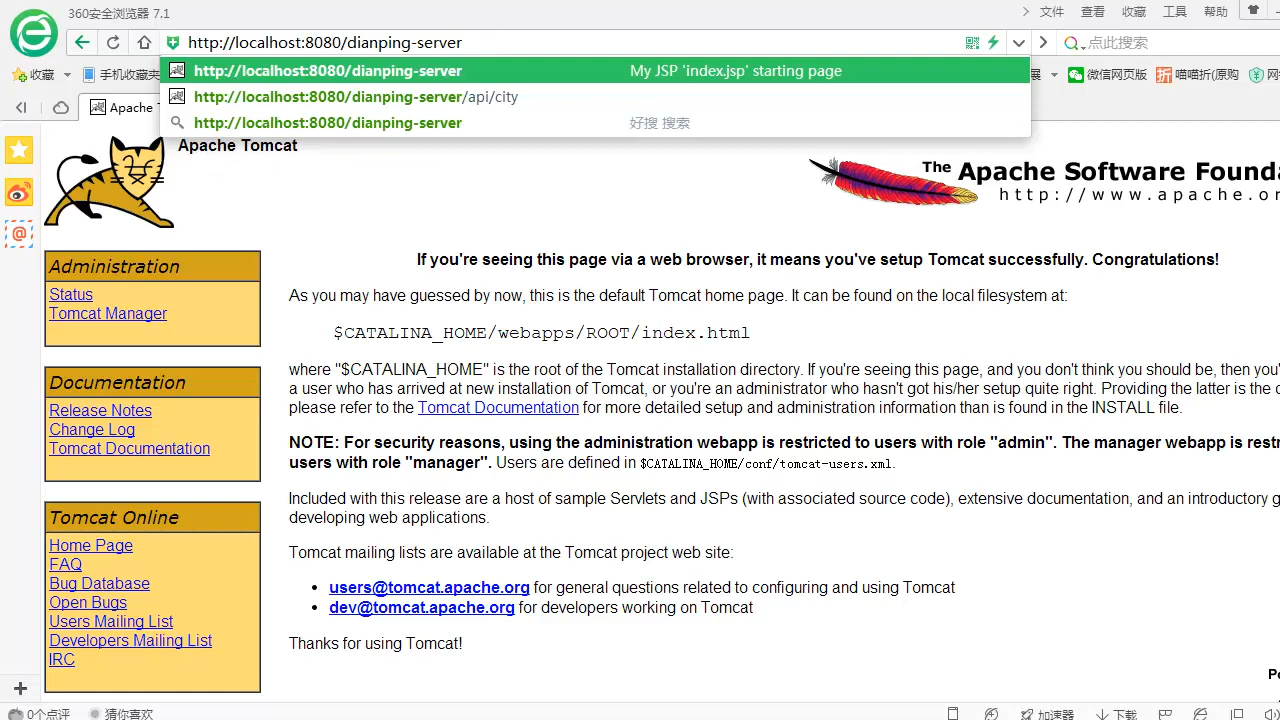 360安全浏览器 7.1
文件 查看 收藏 工具 帮助
http://localhost:8080/dianping-server
点此搜索
收藏 手机收藏夹
http://localhost:8080/dianping-server My JSP 'index.jsp' starting page
展 微信网页版 折 喵喵折(原购 网
http://localhost:8080/dianping-server/api/city
Apache T
http://localhost:8080/dianping-server 好搜 搜索
Apache Tomcat
The Apache Software Founda
http://www.apache.or
Administration
Status
Tomcat Manager
Documentation
Release Notes
Change Log
Tomcat Documentation
Tomcat Online
Home Page
FAQ
Bug Database
Open Bugs
Users Mailing List
Developers Mailing List
IRC
If you're seeing this page via a web browser, it means you've setup Tomcat successfully. Congratulations!
As you may have guessed by now, this is the default Tomcat home page. It can be found on the local filesystem at:
$CATALINA_HOME/webapps/ROOT/index.html
where "$CATALINA_HOME" is the root of the Tomcat installation directory. If you're seeing this page, and you don't think you should be, then you'
a user who has arrived at new installation of Tomcat, or you're an administrator who hasn't got his/her setup quite right. Providing the latter is the c
please refer to the Tomcat Documentation for more detailed setup and administration information than is found in the INSTALL file.
NOTE: For security reasons, using the administration webapp is restricted to users with role "admin". The manager webapp is restr
users with role "manager". Users are defined in $CATALINA_HOME/conf/tomcat-users.xml.
Included with this release are a host of sample Servlets and JSPs (with associated source code), extensive documentation, and an introductory g
developing web applications.
Tomcat mailing lists are available at the Tomcat project web site:
• users@tomcat.apache.org for general questions related to configuring and using Tomcat
• dev@tomcat.apache.org for developers working on Tomcat
Thanks for using Tomcat!
Po
0个点评 猜你喜欢
加速器 下载